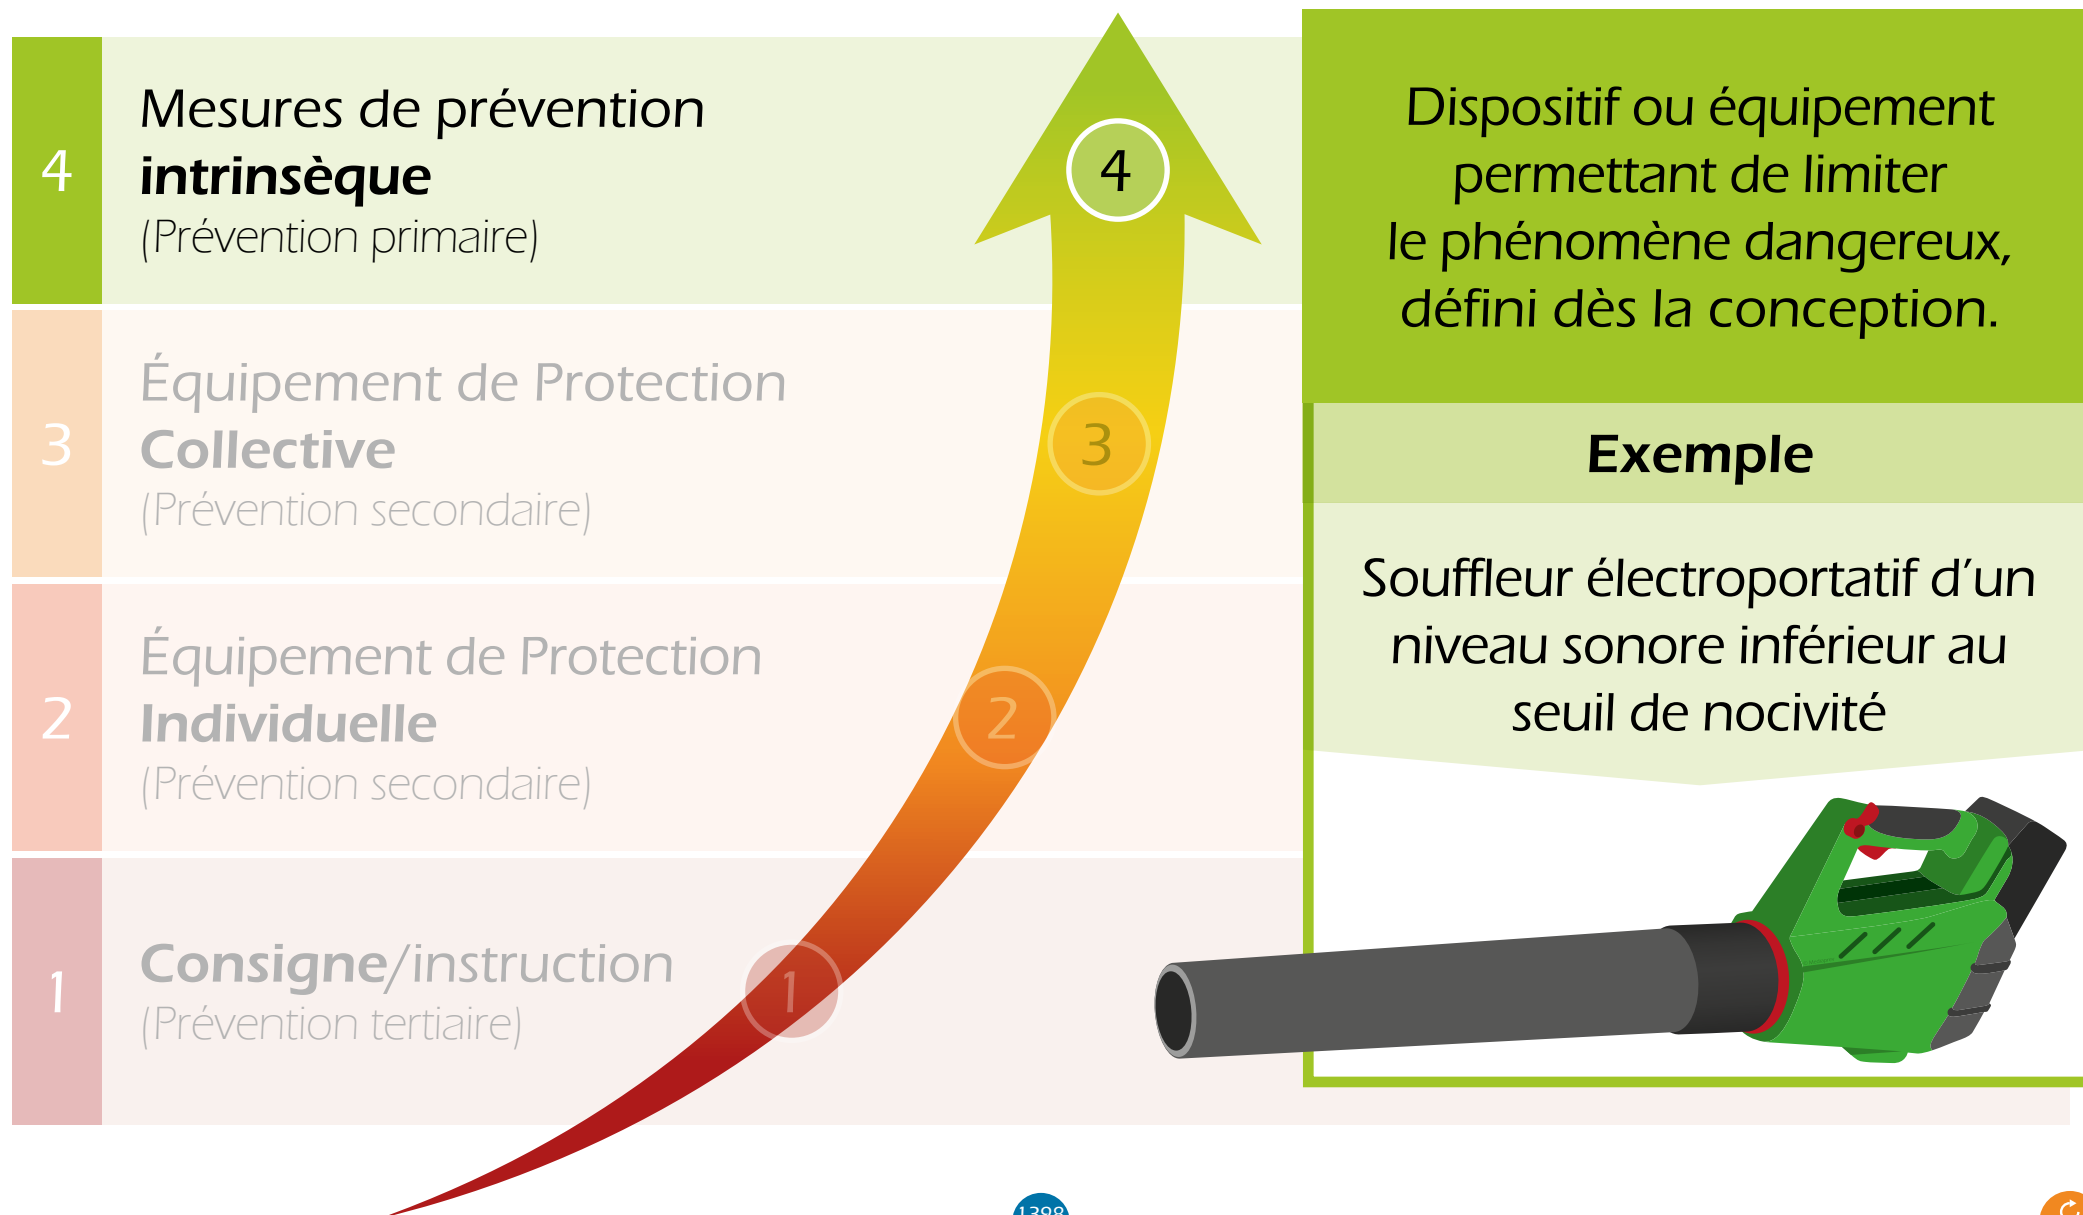 4
Mesures de prévention
intrinsèque
(Prévention primaire)
3
Équipement de Protection
Collective
(Prévention secondaire)
2
Équipement de Protection
Individuelle
(Prévention secondaire)
1
Consigne/instruction
(Prévention tertiaire)
4
3
2
1
Dispositif ou équipement
permettant de limiter
le phénomène dangereux,
défini dès la conception.
Exemple
Souffleur électroportatif d’un
niveau sonore inférieur au
seuil de nocivité
1398